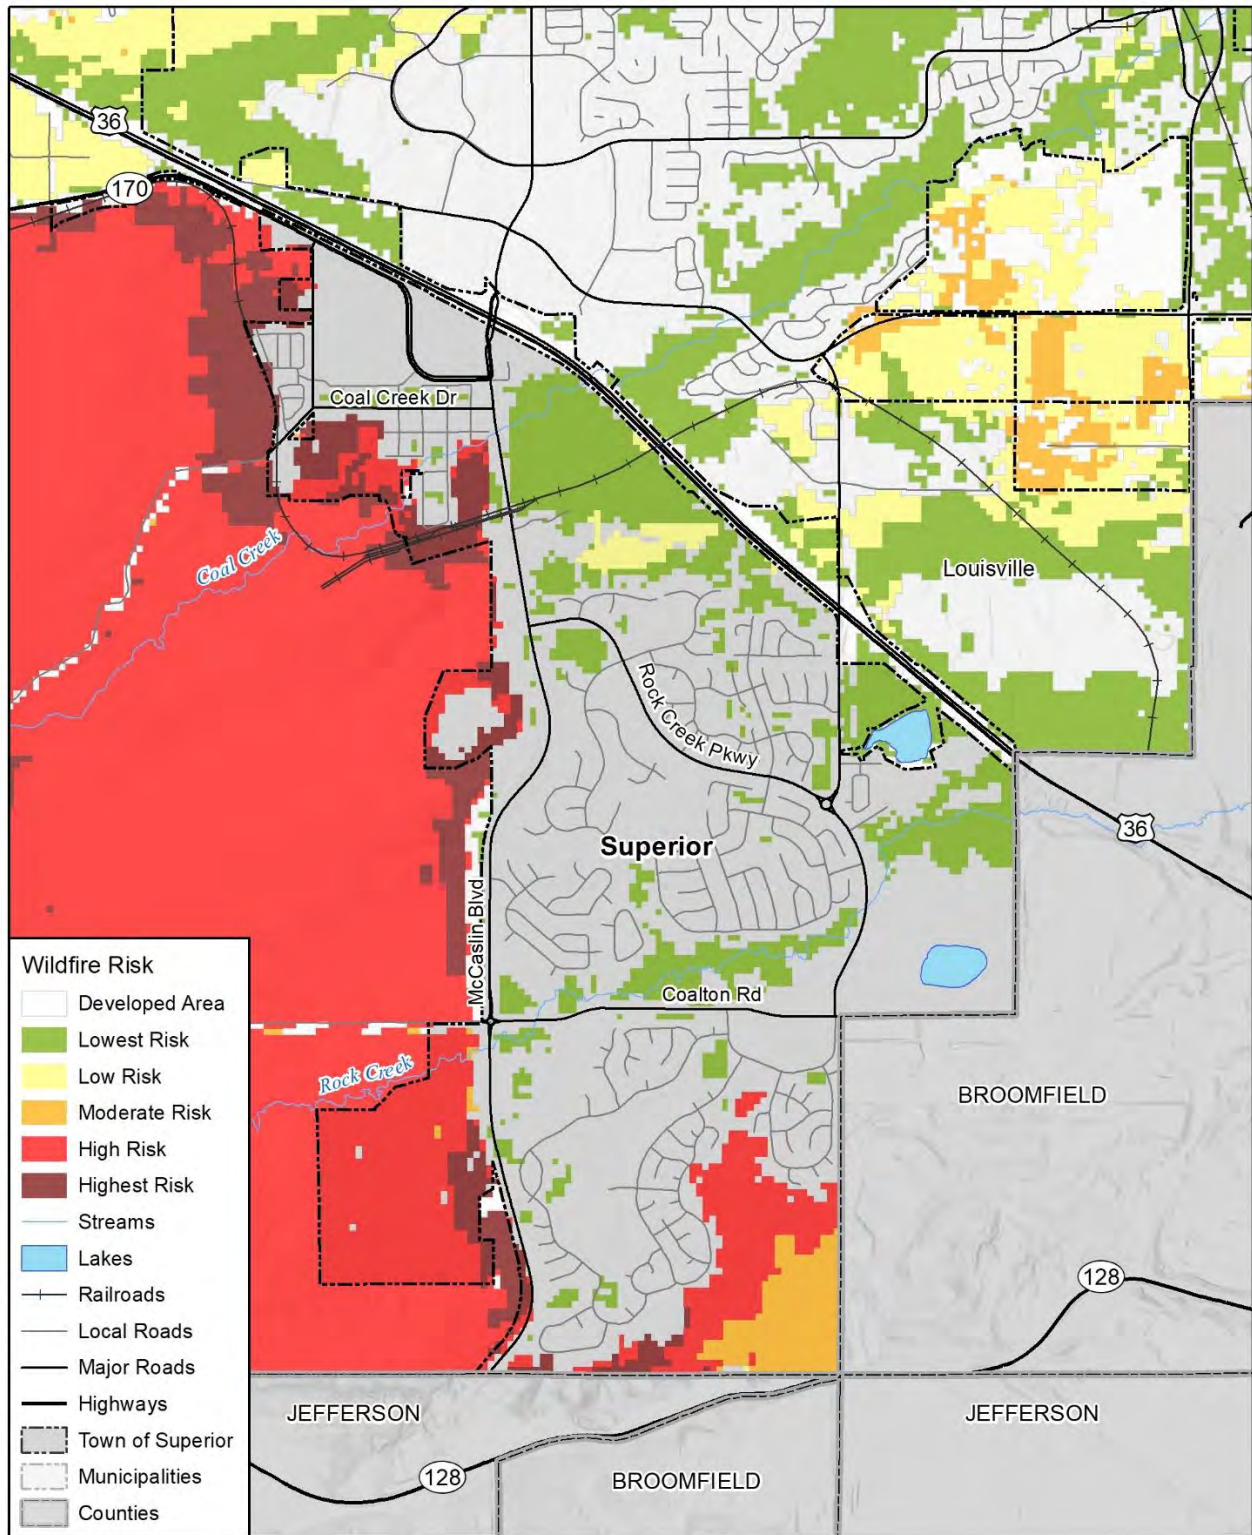 36
170
Coal Creek Dr
Coal Creek
Louisville
Rock Creek Pkwy
36
Superior
McCaslin Blvd
Coalton Rd
Rock Creek
BROOMFIELD
128
JEFFERSON
JEFFERSON
128
BROOMFIELD
Wildfire Risk
Developed Area
Lowest Risk
Low Risk
Moderate Risk
High Risk
Highest Risk
Streams
Lakes
Railroads
Local Roads
Major Roads
Highways
Town of Superior
Municipalities
Counties